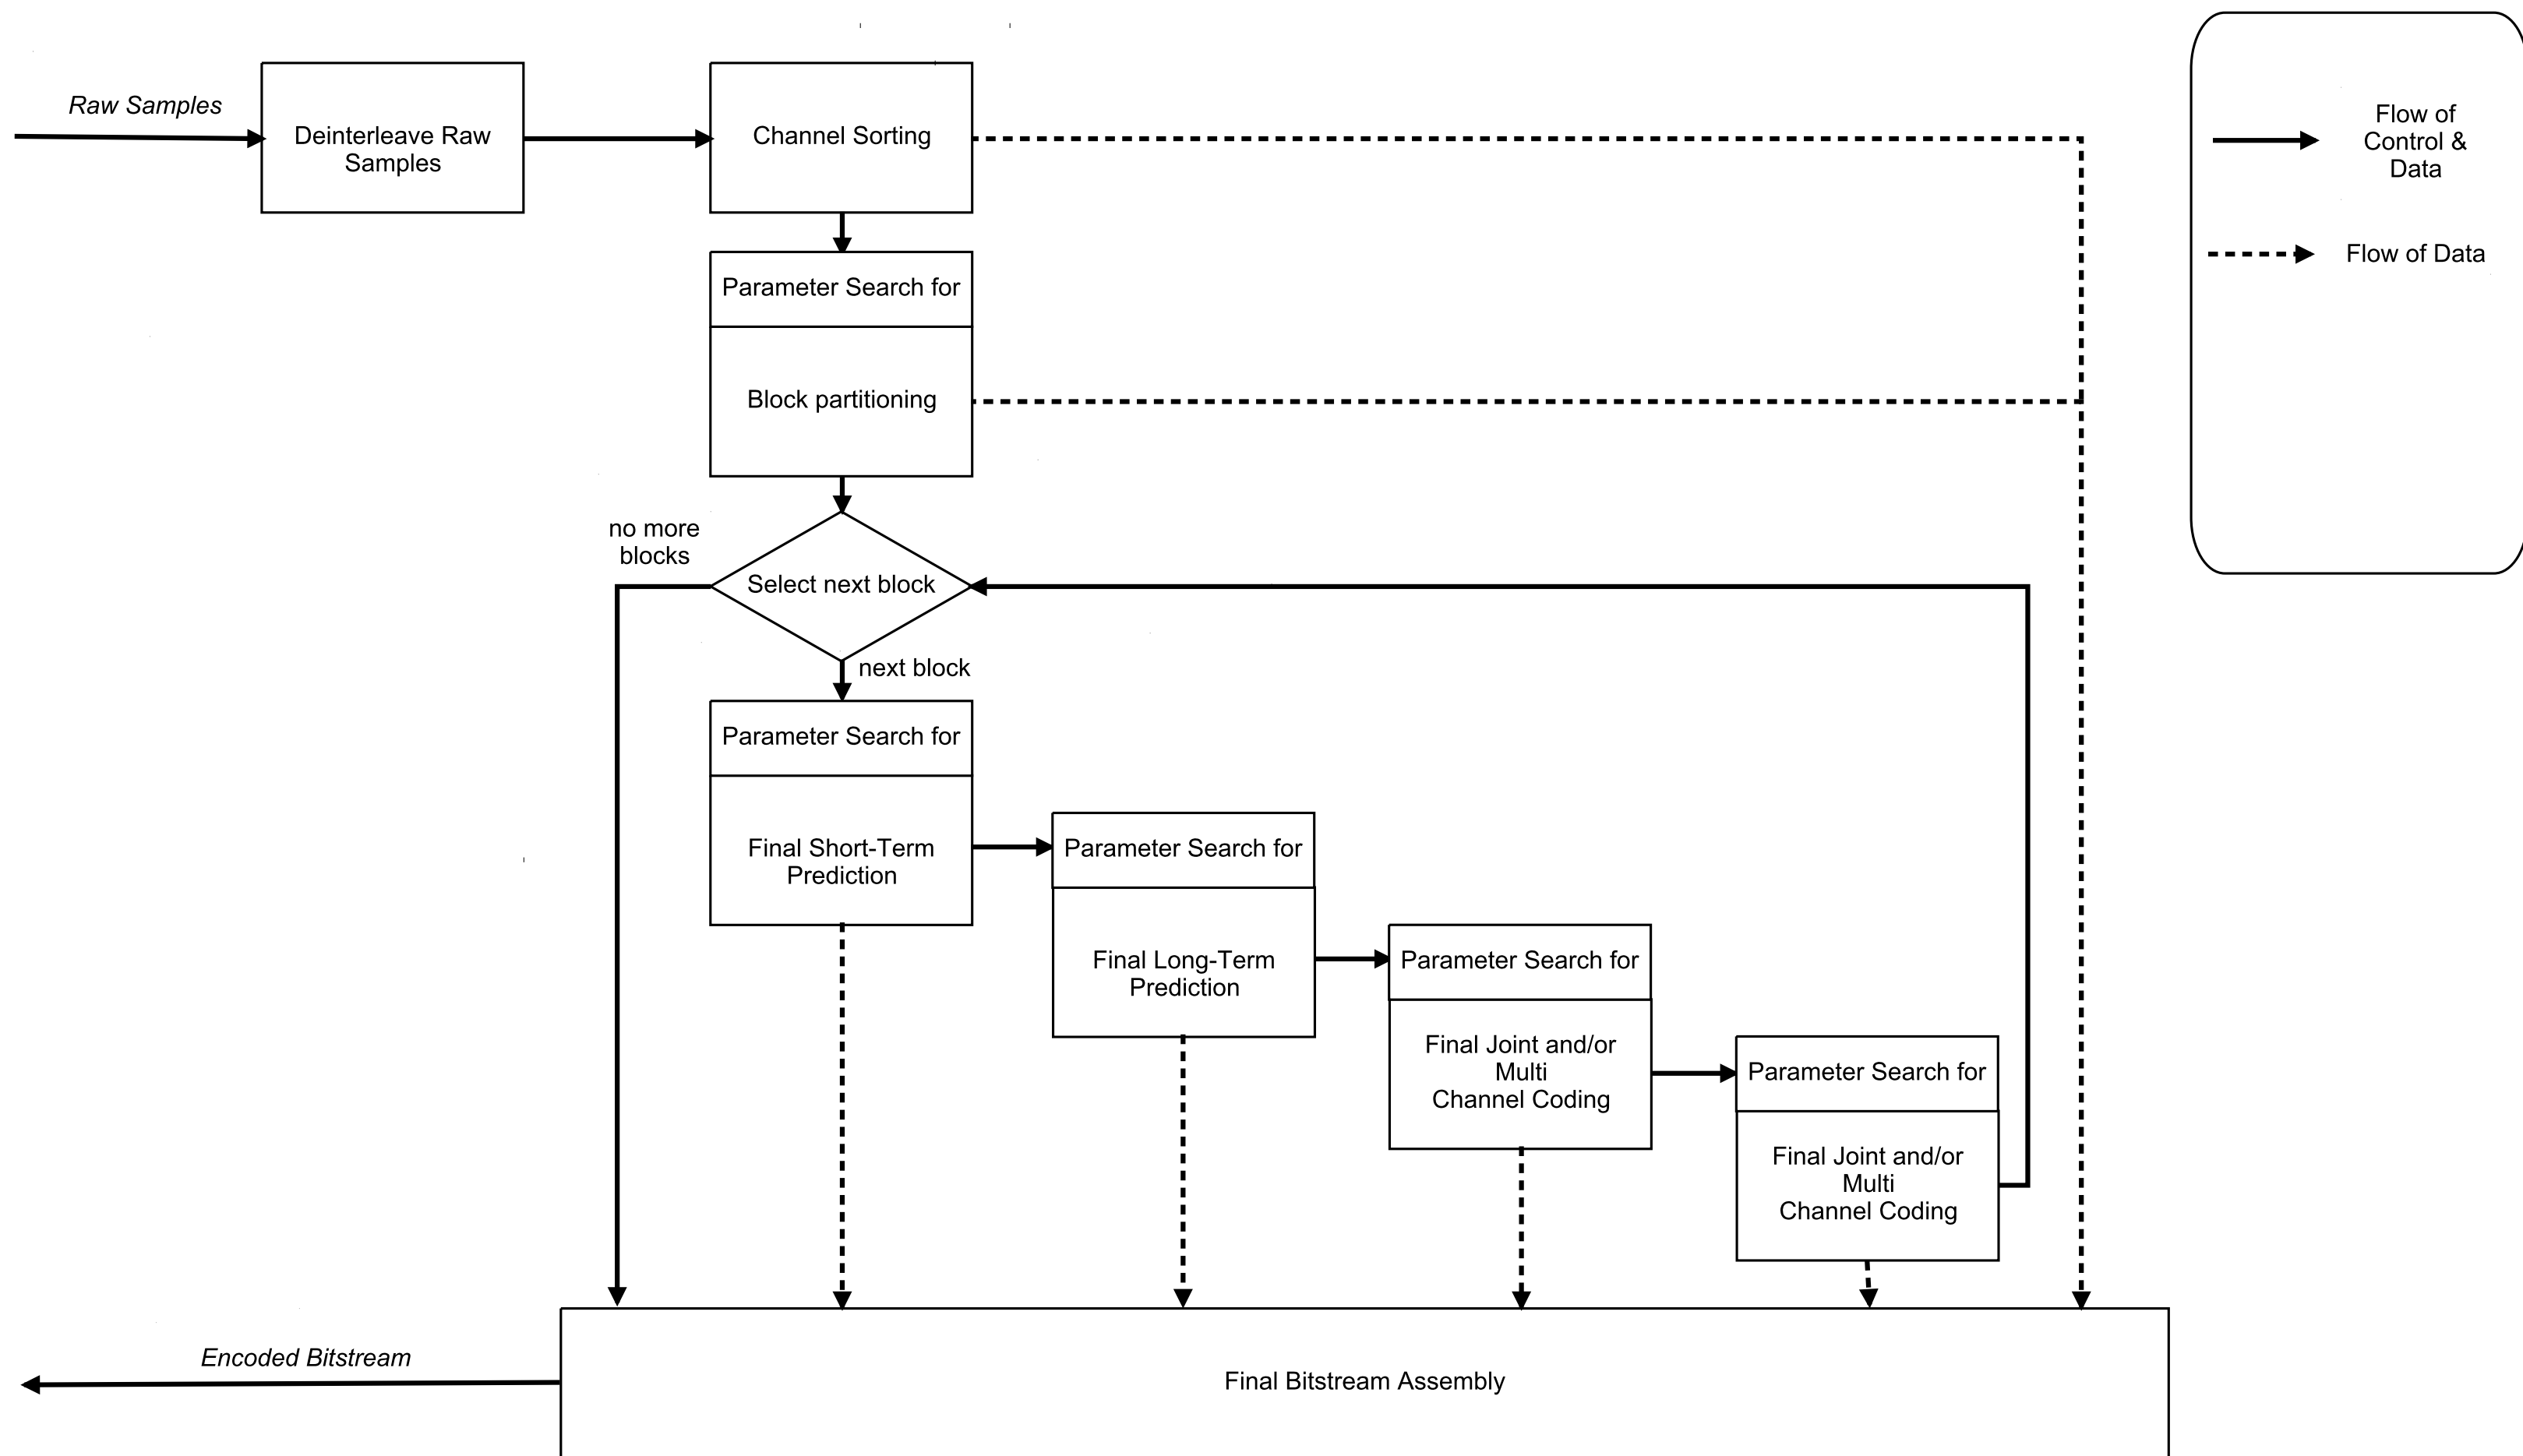 Raw Samples
Deinterleave Raw
Samples
Channel Sorting
Flow of
Control &
Data
Flow of Data
Parameter Search for
Block partitioning
no more
blocks
Select next block
next block
Parameter Search for
Final Short-Term
Prediction
Parameter Search for
Final Long-Term
Prediction
Parameter Search for
Final Joint and/or
Multi
Channel Coding
Parameter Search for
Final Joint and/or
Multi
Channel Coding
Encoded Bitstream
Final Bitstream Assembly